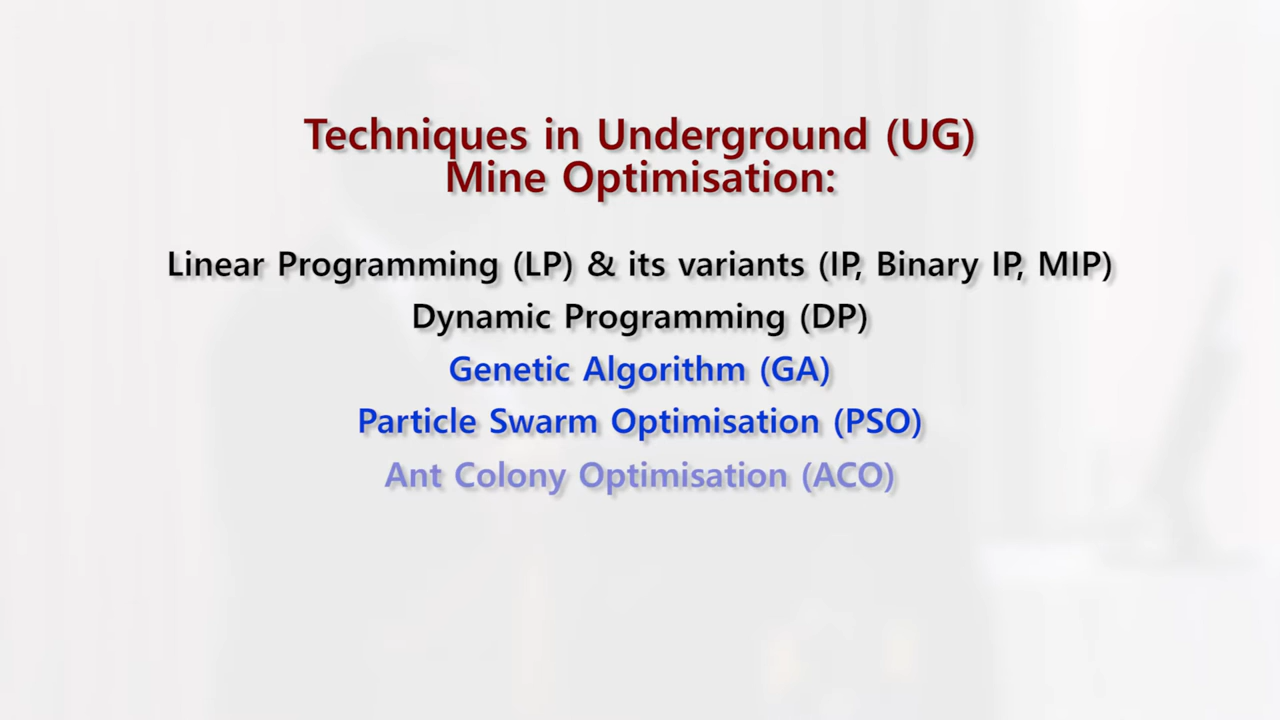 Techniques in Underground (UG)
Mine Optimisation:
Linear Programming (LP) & its variants (IP, Binary IP, MIP)
Dynamic Programming (DP)
Genetic Algorithm (GA)
Particle Swarm Optimisation (PSO)
Ant Colony Optimisation (ACO)